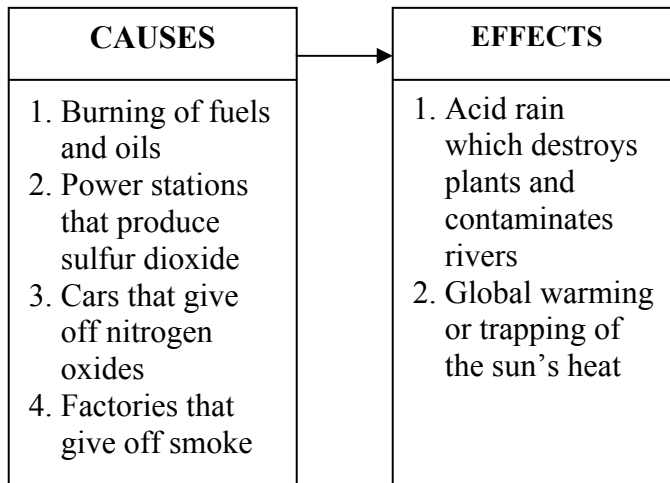 CAUSES
1. Burning of fuels
and oils
2. Power stations
that produce
sulfur dioxide
3. Cars that give
off nitrogen
oxides
4. Factories that
give off smoke
EFFECTS
1. Acid rain
which destroys
plants and
contaminates
rivers
2. Global warming
or trapping of
the sun’s heat